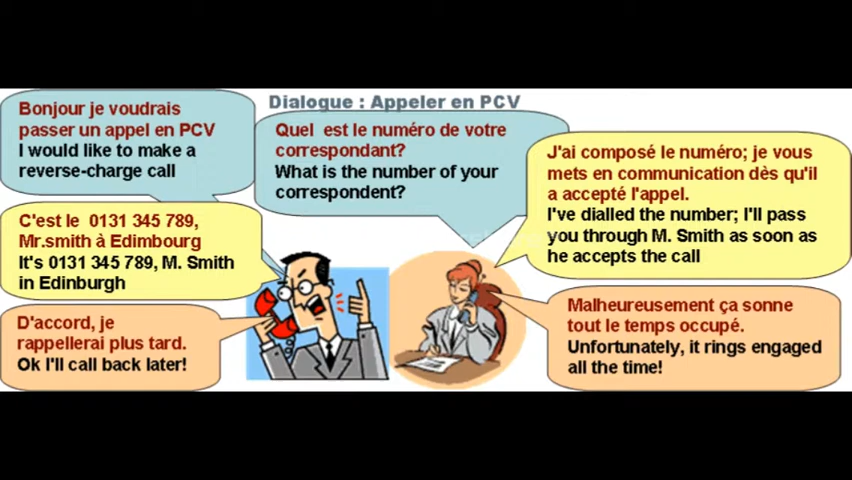 Dialogue : Appeler en PCV
Bonjour je voudrais
passer un appel en PCV
I would like to make a
reverse-charge call
Quel est le numéro de votre
correspondant?
What is the number of your
correspondent?
C'est le 0131 345 789,
Mr.smith à Edimbourg
It's 0131 345 789, M. Smith
in Edinburgh
J'ai composé le numéro; je vous
mets en communication dès qu'il
a accepté l'appel.
I've dialled the number; I'll pass
you through M. Smith as soon as
he accepts the call
Malheureusement ça sonne
tout le temps occupé.
Unfortunately, it rings engaged
all the time!
D'accord, je
rappellerai plus tard.
Ok I'll call back later!